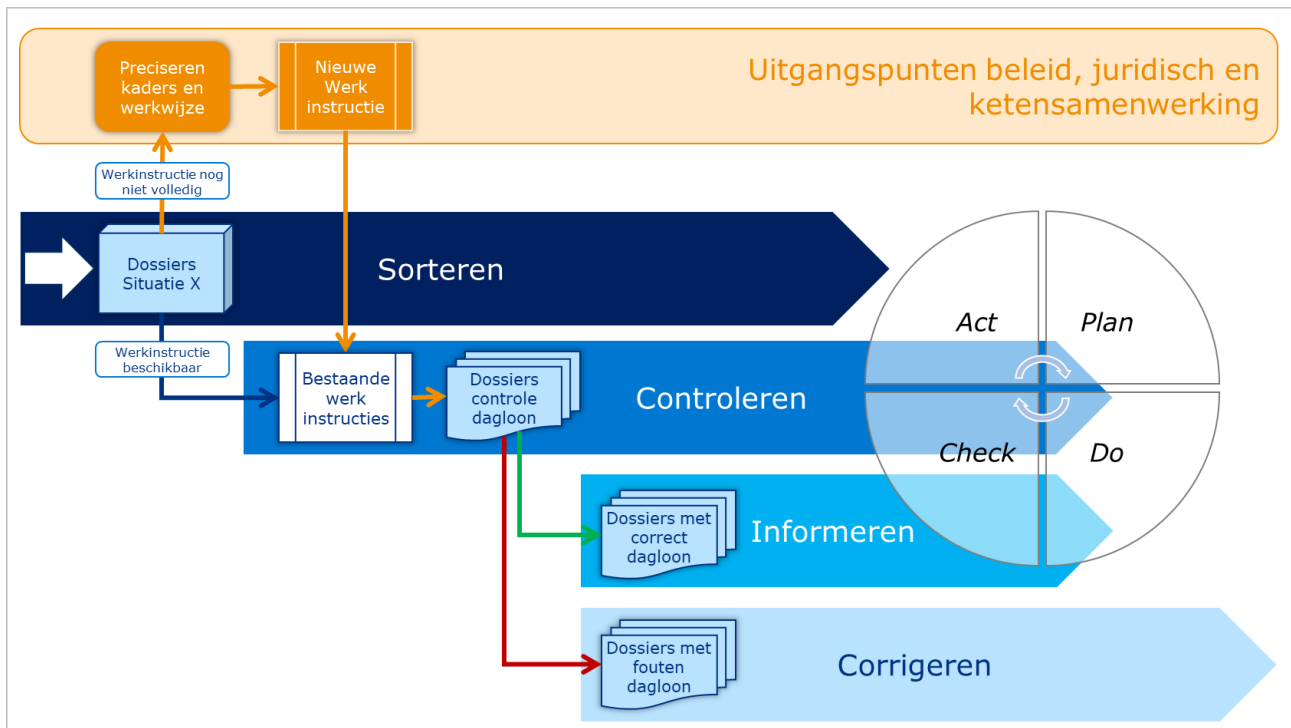 Preciseren
kaders en
werkwijze
Nieuwe
Werk
instructie
Uitgangspunten beleid, juridisch en
ketensamenwerking
Werkinstructie nog
niet volledig
Dossiers
Situatie X
Sorteren
Act
Plan
Werkinstructie
beschikbaar
Bestaande
werk
instructies
Dossiers
controle
dagloon
Controleren
Check
Do
Dossiers met
correct
dagloon
Informeren
Dossiers met
fouten
dagloon
Corrigeren